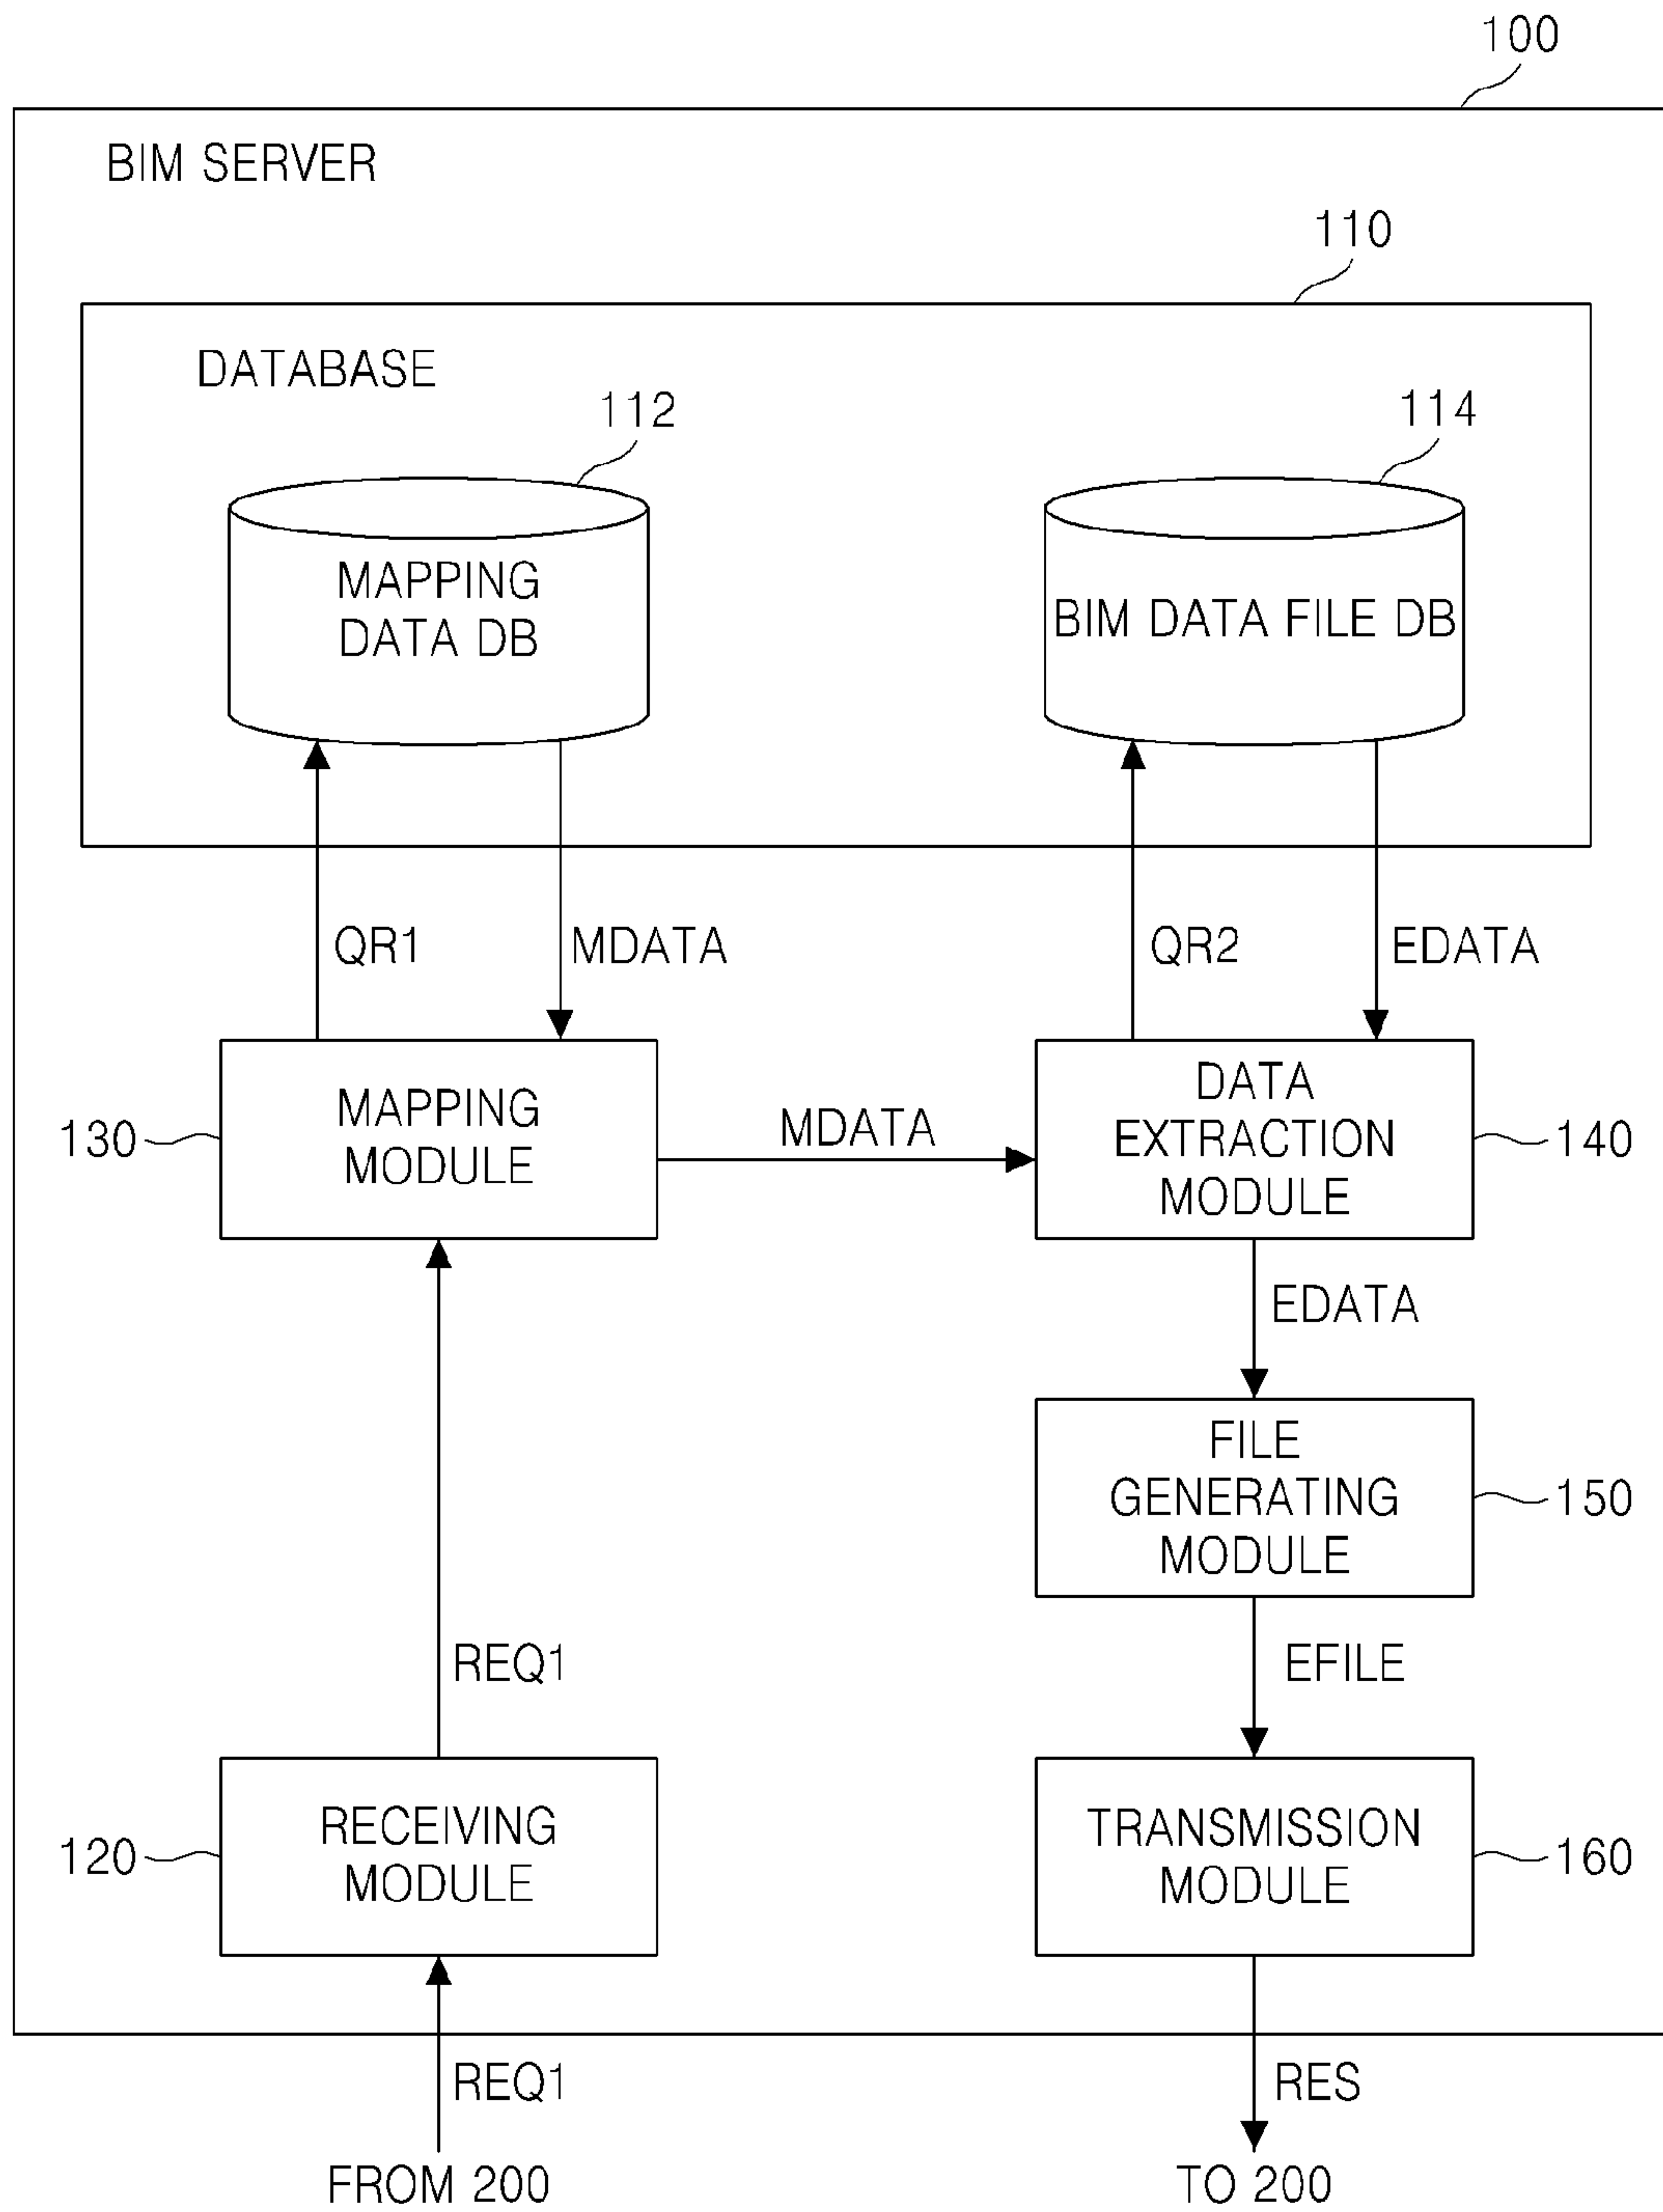 100
BIM SERVER
110
DATABASE
112
114
MAPPING
DATA DB
BIM DATA FILE DB
QR1
MDATA
QR2
EDATA
130
MAPPING
MODULE
MDATA
DATA
EXTRACTION
MODULE
140
EDATA
FILE
GENERATING
MODULE
150
REQ1
EFILE
120
RECEIVING
MODULE
TRANSMISSION
MODULE
160
REQ1
RES
FROM 200
TO 200